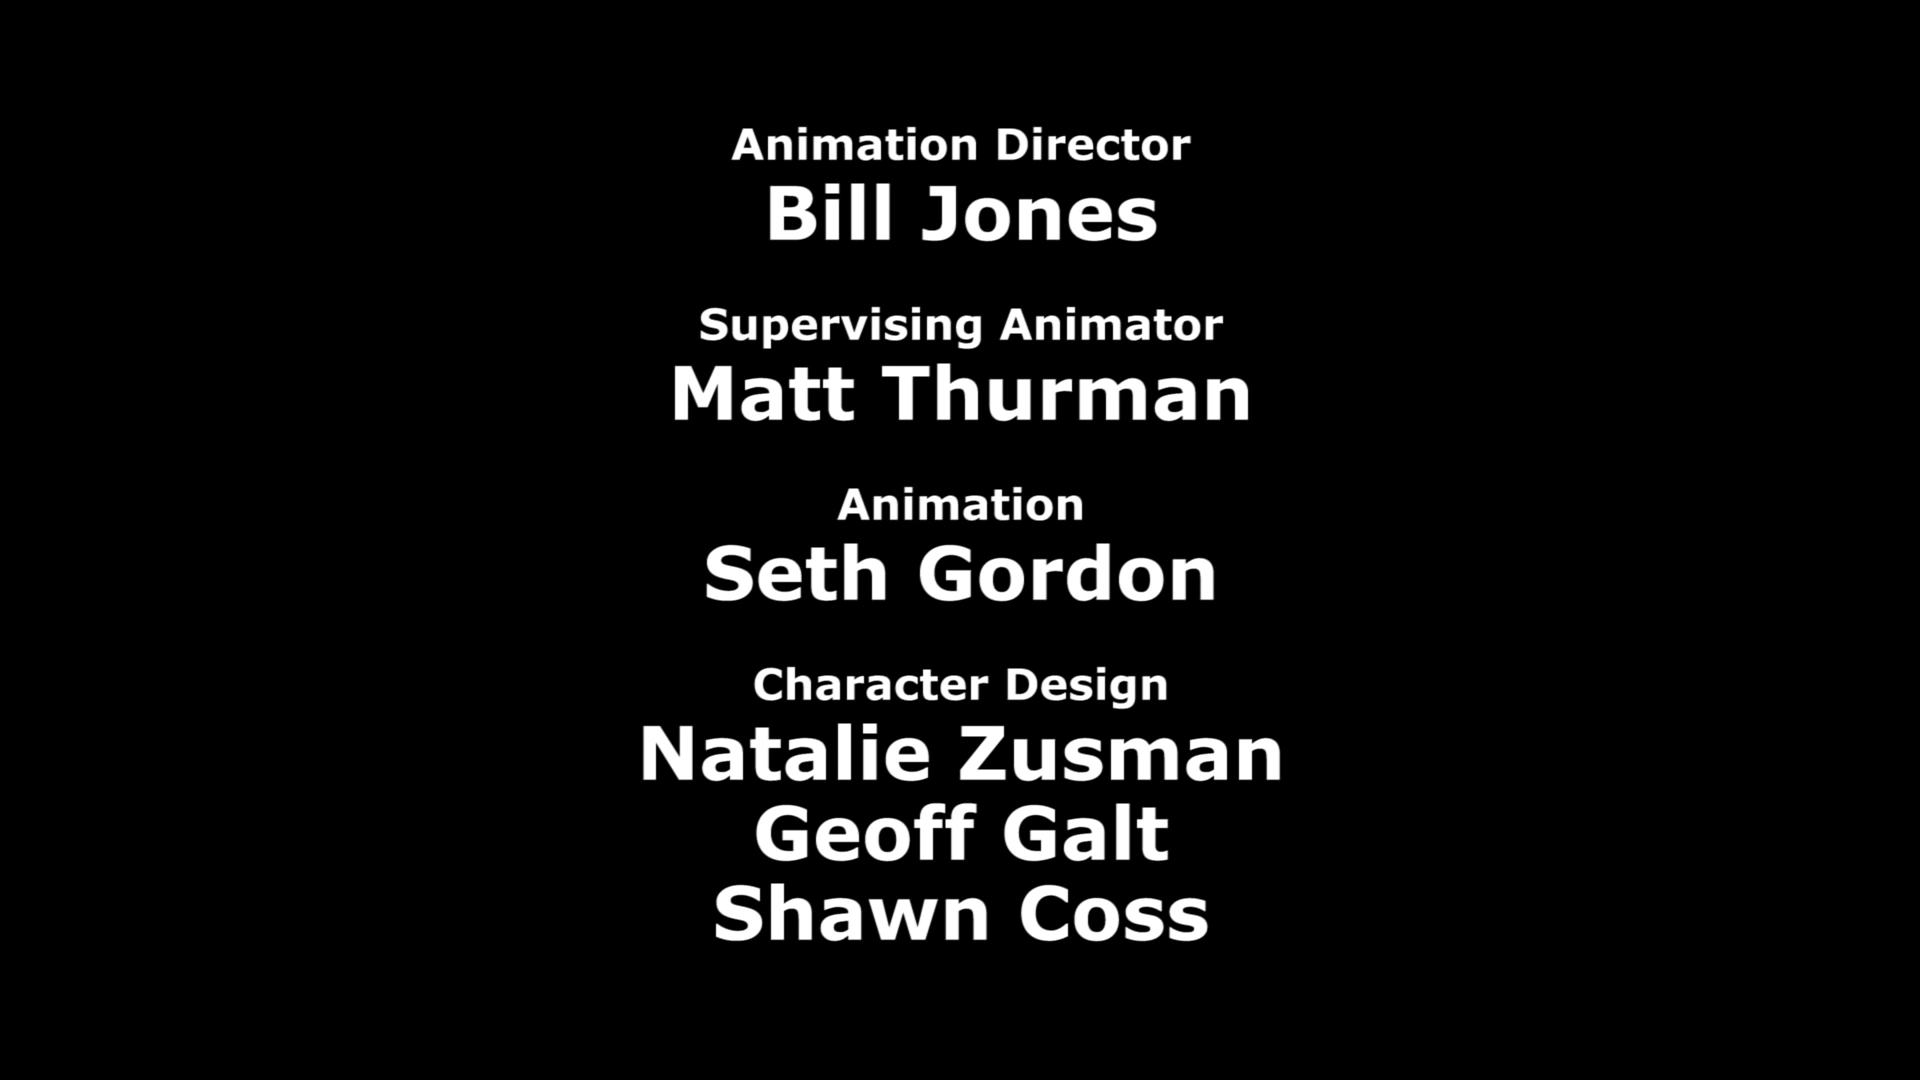 Animation Director
Bill Jones
Supervising Animator
Matt Thurman
Animation
Seth Gordon
Character Design
Natalie Zusman
Geoff Galt
Shawn Coss